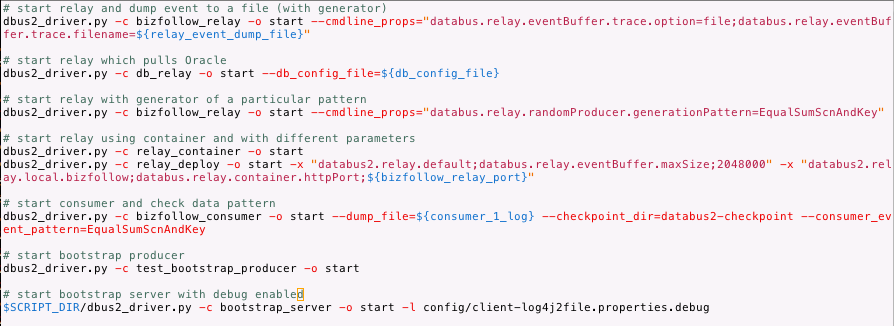 # start relay and dump event to a file (with generator)
dbus2_driver.py -c bizfollow_relay -o start --cmdline_props="databus.relay.eventBuffer.trace.option=file;databus.relay.eventBuf
fer.trace.filename=${relay_event_dump_file}"
# start relay which pulls Oracle
dbus2_driver.py -c db_relay -o start --db_config_file=${db_config_file}
# start relay with generator of a particular pattern
dbus2_driver.py -c bizfollow_relay -o start --cmdline_props="databus.relay.randomProducer.generationPattern=EqualSumScnAndKey"
# start relay using container and with different parameters
dbus2_driver.py -c relay_container -o start
dbus2_driver.py -c relay_deploy -o start -x "databus2.relay.default;databus.relay.eventBuffer.maxSize;2048000" -x "databus2.rel
ay.local.bizfollow;databus.relay.container.httpPort;${bizfollow_relay_port}"
# start consumer and check data pattern
dbus2_driver.py -c bizfollow_consumer -o start --dump_file=${consumer_1_log} --checkpoint_dir=databus2-checkpoint --consumer_ev
ent_pattern=EqualSumScnAndKey
# start bootstrap producer
dbus2_driver.py -c test_bootstrap_producer -o start
# start bootstrap server with debug enabled
$SCRIPT_DIR/dbus2_driver.py -c bootstrap_server -o start -l config/client-log4j2file.properties.debug